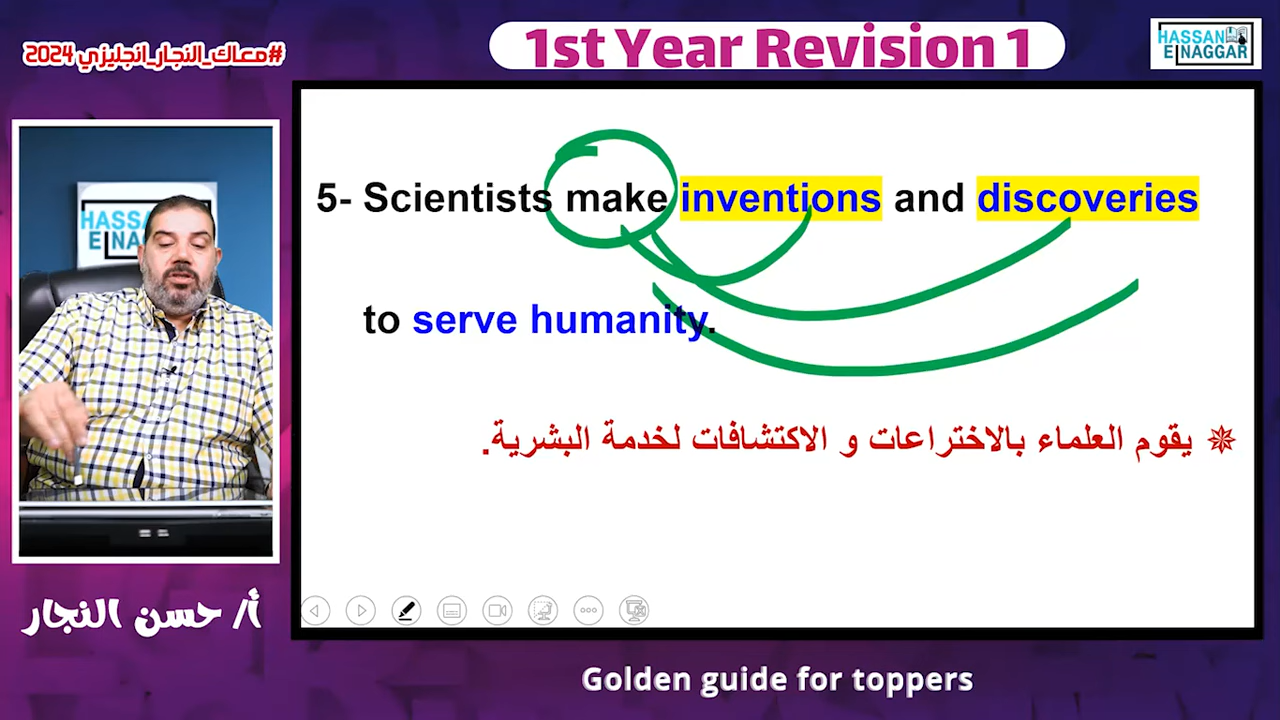 #معاك_النجار_انجليزي 2024
1st Year Revision 1
HASSAN
ELNAGGAR
5- Scientists make inventions and discoveries
to serve humanity.
✵ يقوم العلماء بالاختراعات و الاكتشافات لخدمة البشرية.
HASSAN
أ/ حسن النجار
Golden guide for toppers